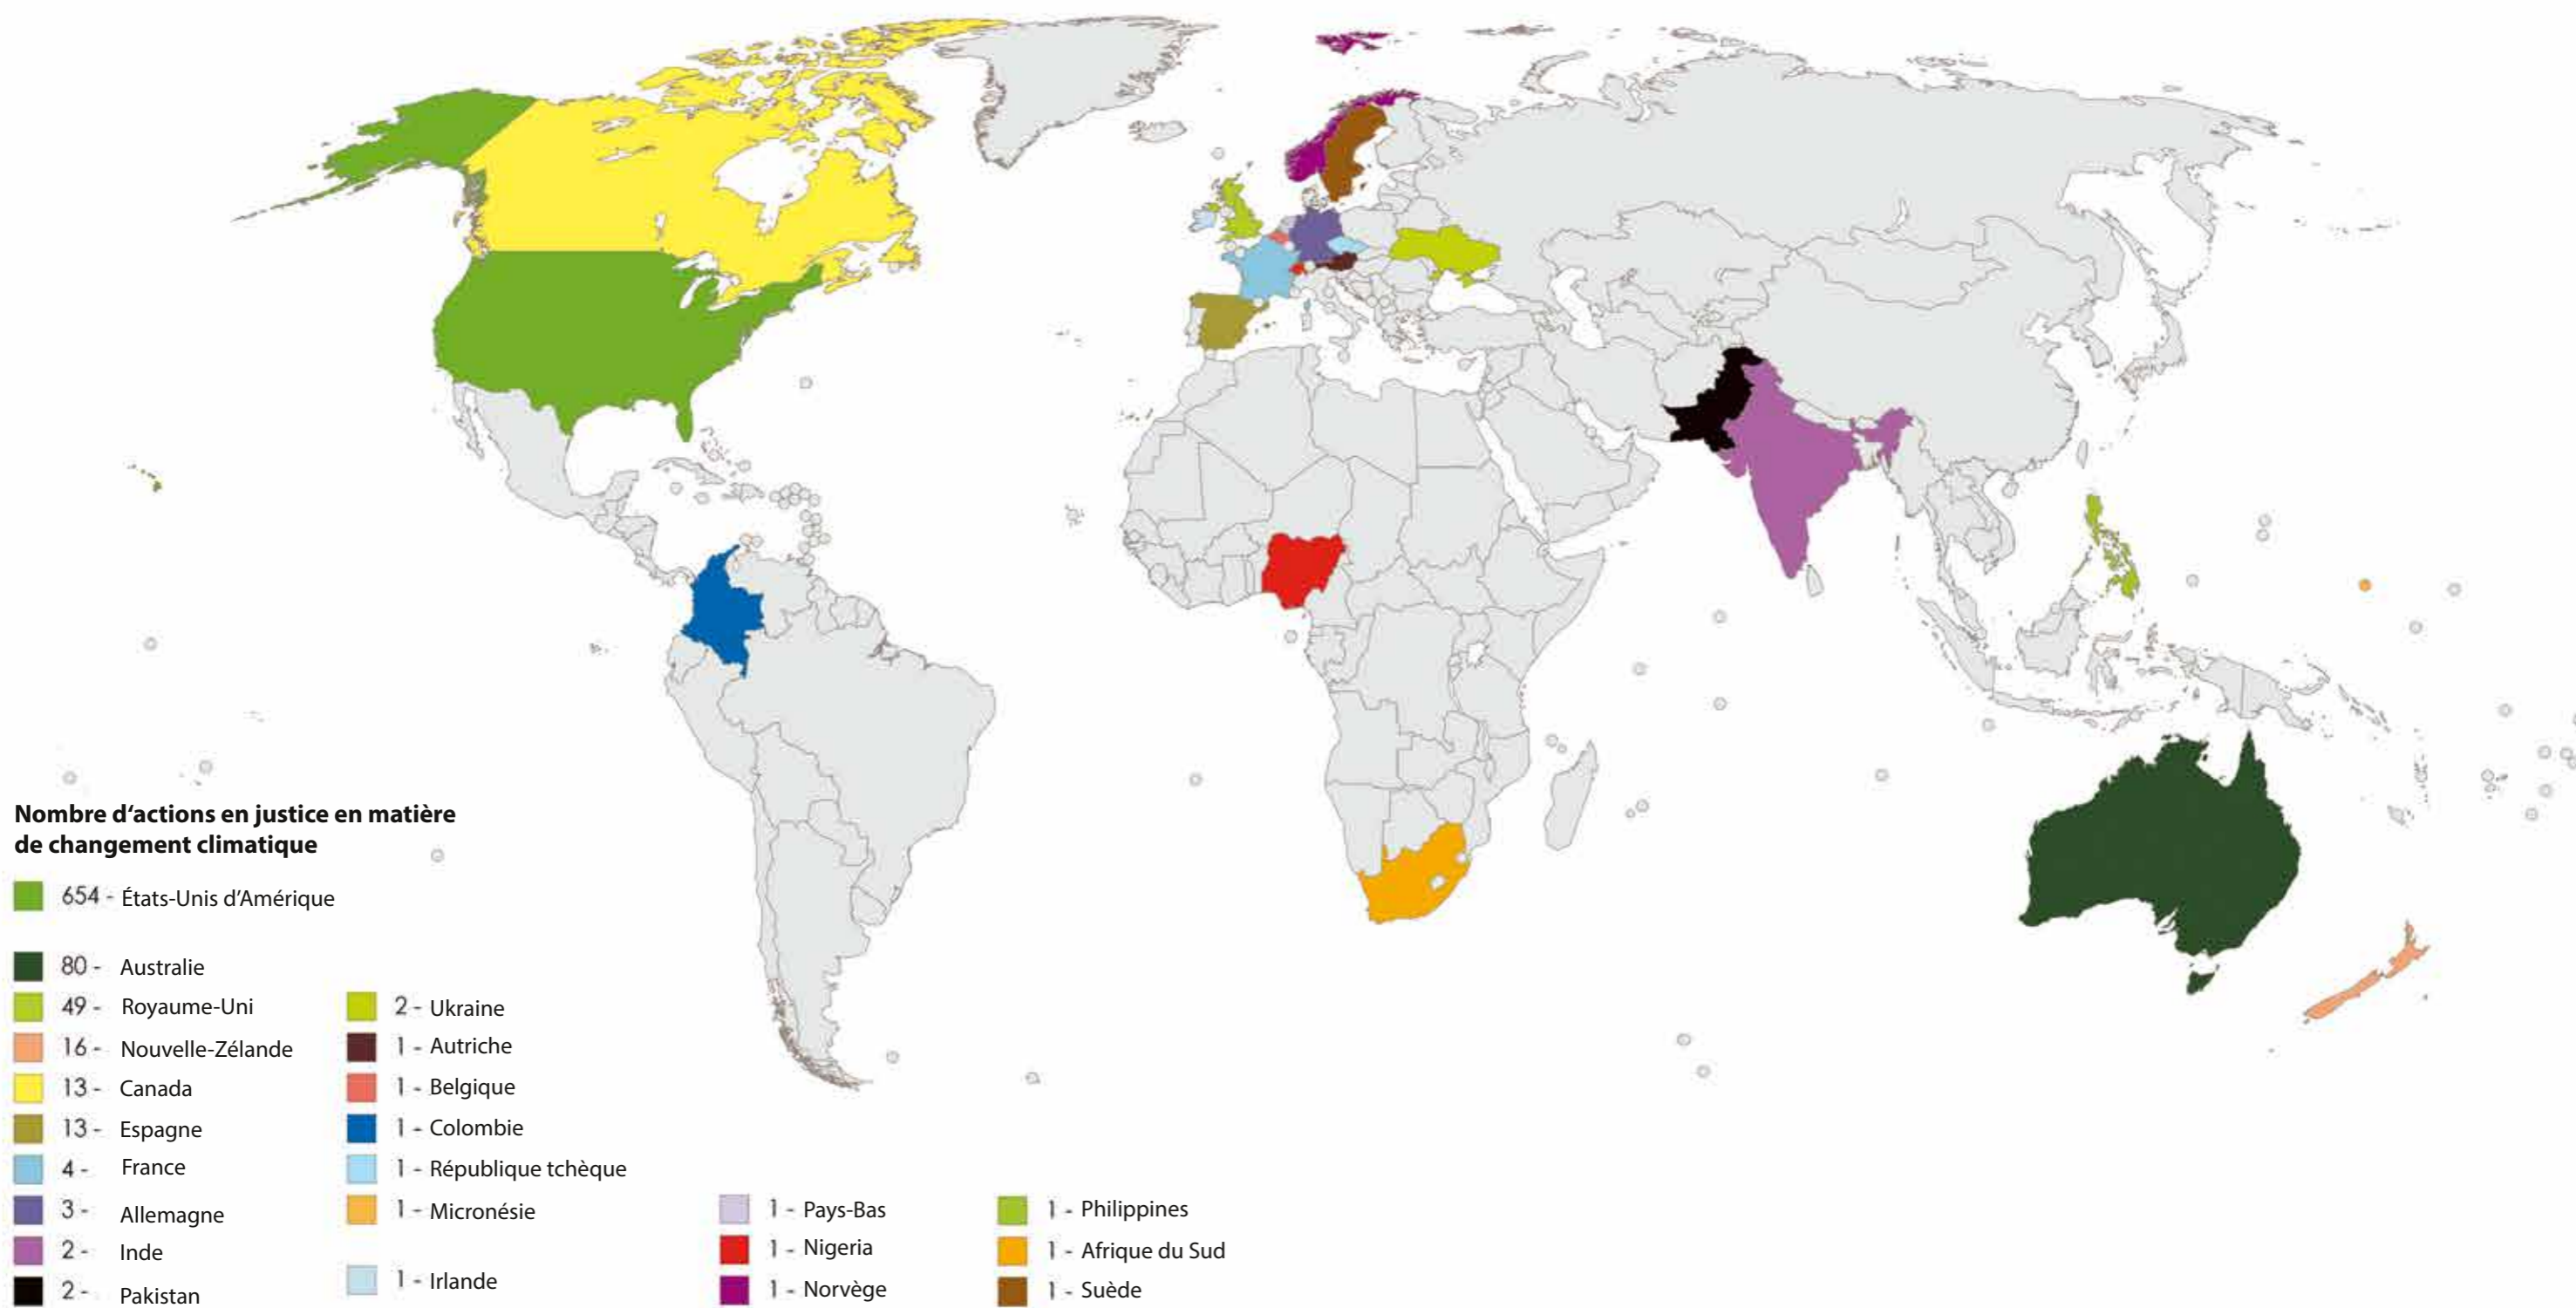 Nombre d‘actions en justice en matière
de changement climatique
654 - États-Unis d’Amérique
80 - Australie
49 - Royaume-Uni
16 - Nouvelle-Zélande
13 - Canada
13 - Espagne
4 - France
3 - Allemagne
2 - Inde
2 - Pakistan
2 - Ukraine
1 - Autriche
1 - Belgique
1 - Colombie
1 - République tchèque
1 - Micronésie
1 - Irlande
1 - Pays-Bas
1 - Nigeria
1 - Norvège
1 - Philippines
1 - Afrique du Sud
1 - Suède